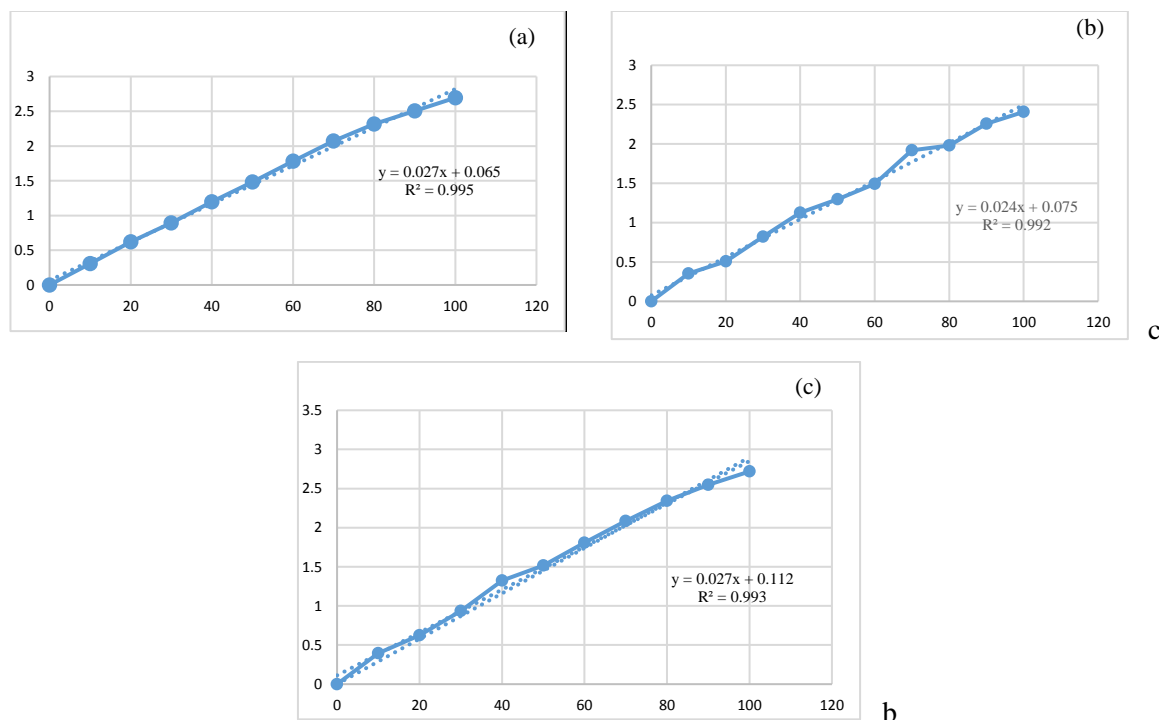 (a)
3
2.5
2
1.5
1
0.5
0
y = 0.027x + 0.065
R² = 0.995
0 20 40 60 80 100 120
(b)
3
2.5
2
1.5
1
0.5
0
y = 0.024x + 0.075
R² = 0.992
0 20 40 60 80 100 120
c
(c)
3.5
3
2.5
2
1.5
1
0.5
0
y = 0.027x + 0.112
R² = 0.993
0 20 40 60 80 100 120
b